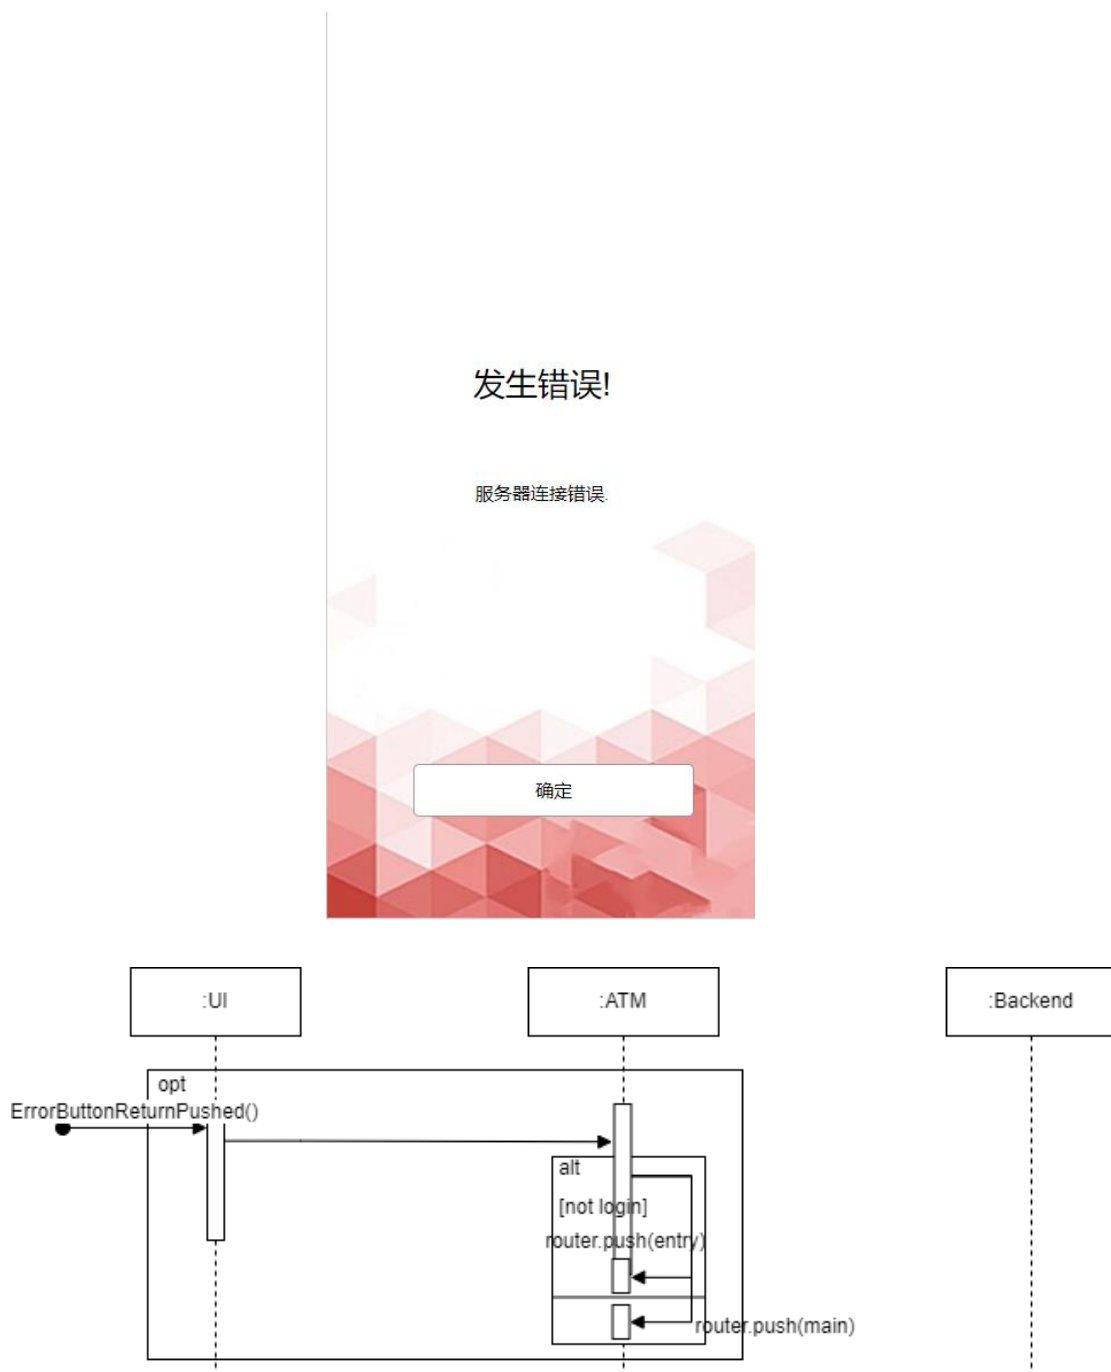 发生错误!
服务器连接错误.
确定
:UI
:ATM
:Backend
opt
ErrorButtonReturnPushed()
alt
[not login]
router.push(entry)
router.push(main)